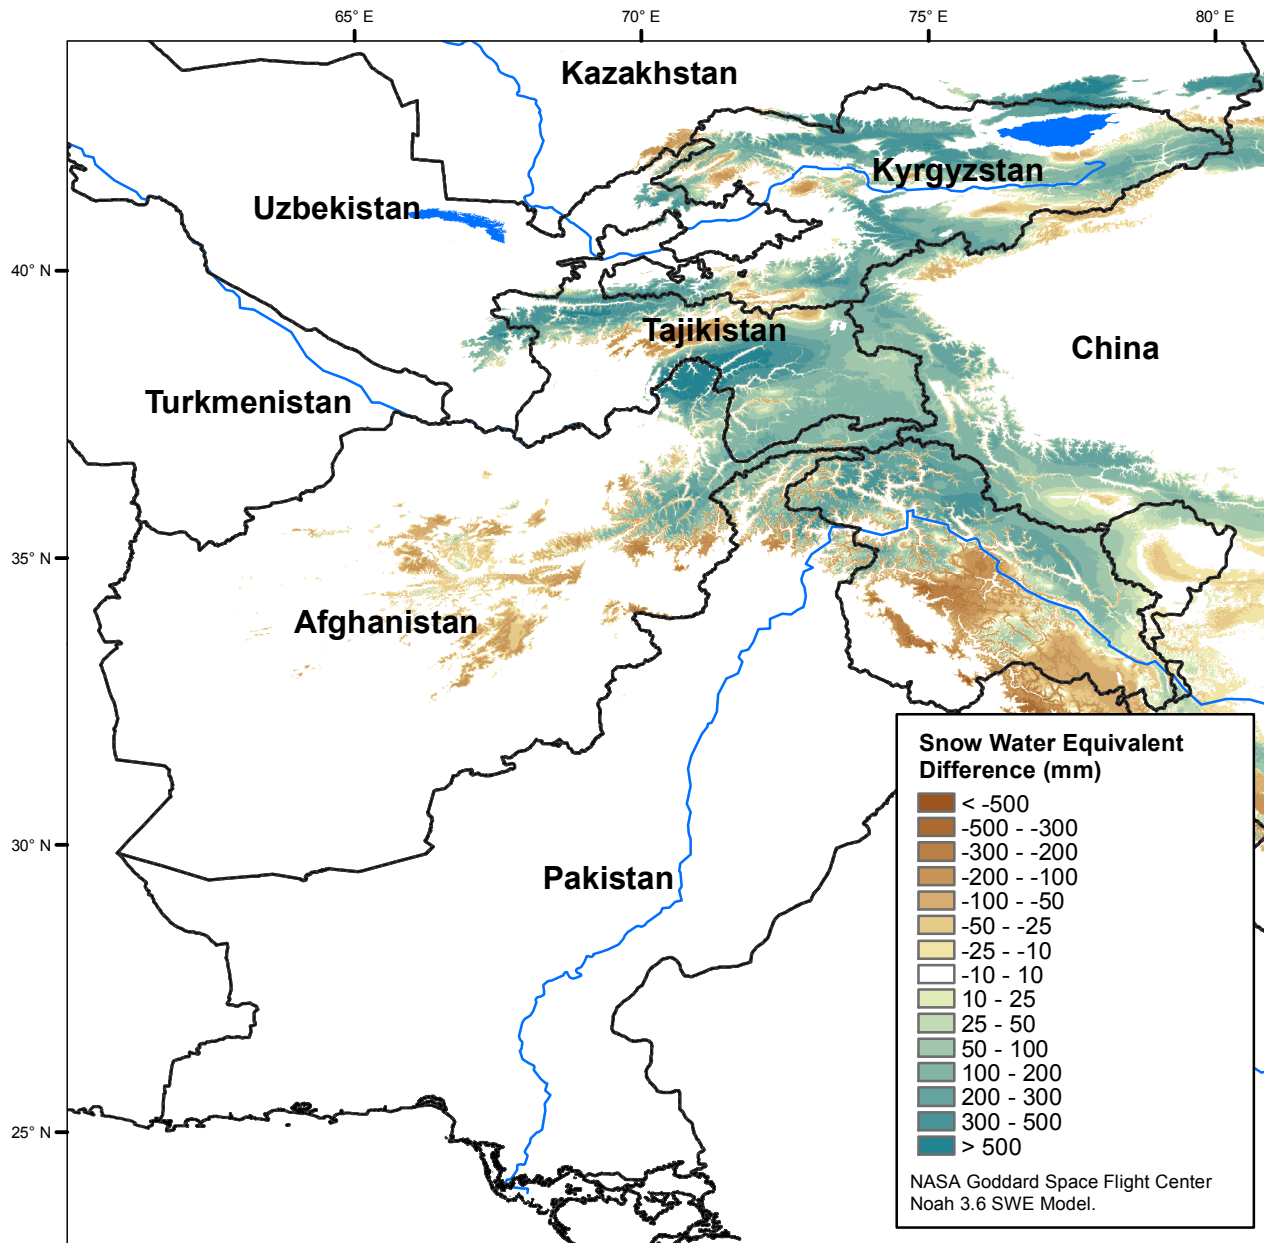 65° E
70° E
75° E
80° E
Kazakhstan
Kyrgyzstan
Uzbekistan
40° N
Tajikistan
China
Turkmenistan
35° N
Afghanistan
Snow Water Equivalent
Difference (mm)
< -500
-500 - -300
-300 - -200
-200 - -100
-100 - -50
-50 - -25
-25 - -10
-10 - 10
10 - 25
25 - 50
50 - 100
100 - 200
200 - 300
300 - 500
> 500
NASA Goddard Space Flight Center
Noah 3.6 SWE Model.
30° N
Pakistan
25° N